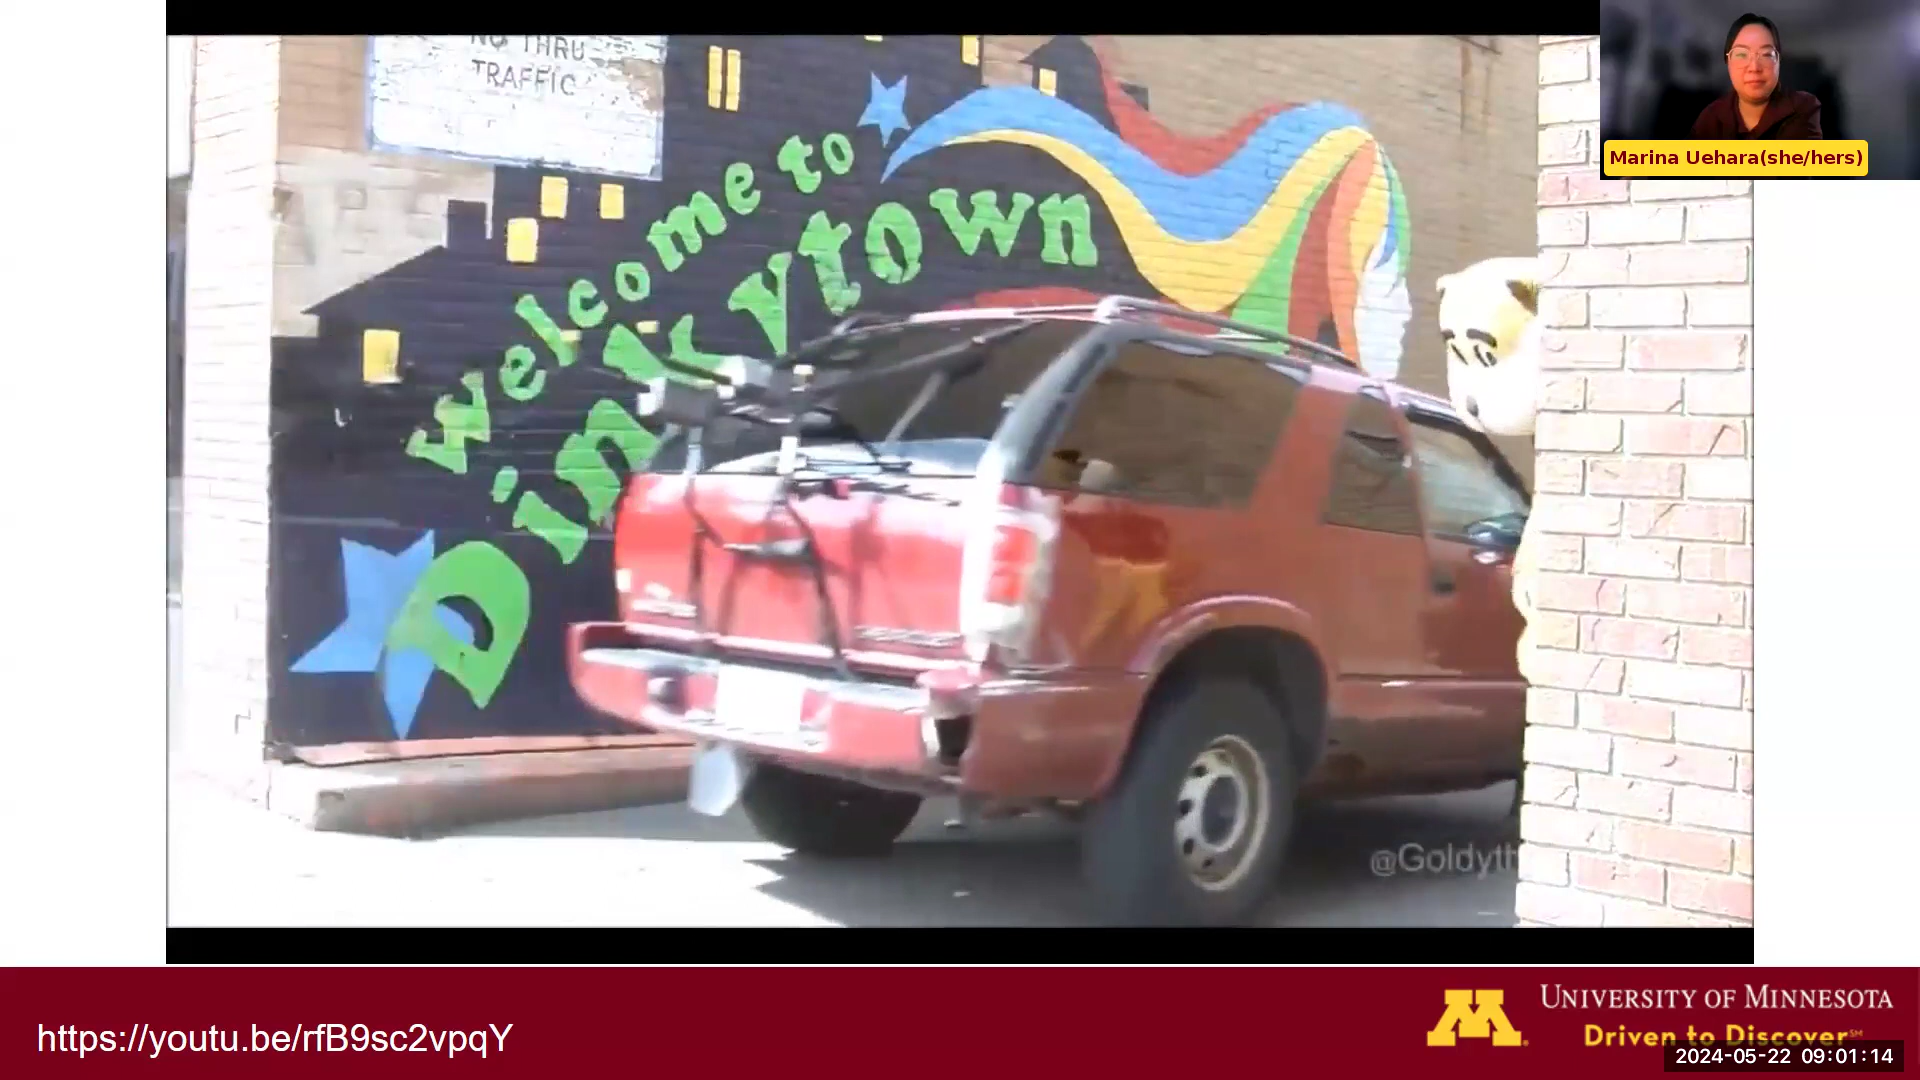 NO THRU
TRAFFIC
welcome to
Dinkytown
Marina Uehara(she/hers)
@Goldyth
https://youtu.be/rfB9sc2vpqY
M
UNIVERSITY OF MINNESOTA
Driven to Discover℠
2024-05-22 09:01:14